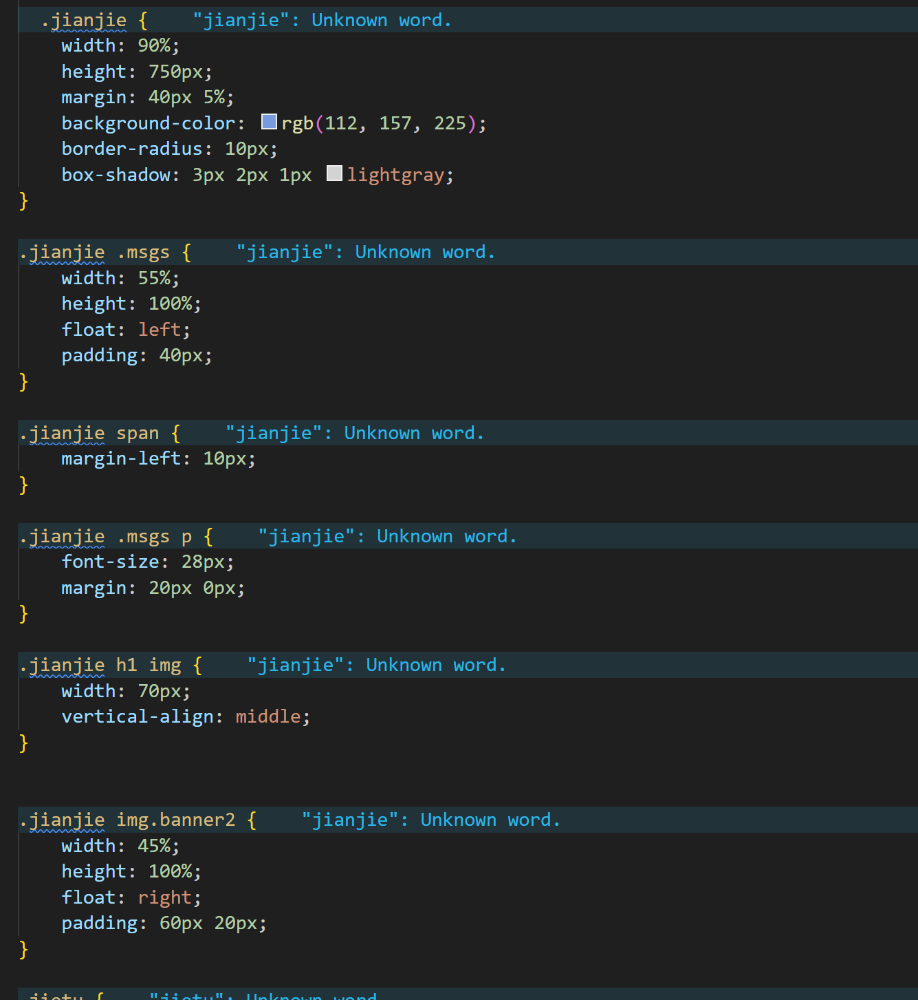 .jianjie {    "jianjie": Unknown word.
width: 90%;
height: 750px;
margin: 40px 5%;
background-color: rgb(112, 157, 225);
border-radius: 10px;
box-shadow: 3px 2px 1px lightgray;
}
.jianjie .msgs {    "jianjie": Unknown word.
width: 55%;
height: 100%;
float: left;
padding: 40px;
}
.jianjie span {    "jianjie": Unknown word.
margin-left: 10px;
}
.jianjie .msgs p {    "jianjie": Unknown word.
font-size: 28px;
margin: 20px 0px;
}
.jianjie h1 img {    "jianjie": Unknown word.
width: 70px;
vertical-align: middle;
}
.jianjie img.banner2 {    "jianjie": Unknown word.
width: 45%;
height: 100%;
float: right;
padding: 60px 20px;
}
.jietu {    "jietu": Unknown word.